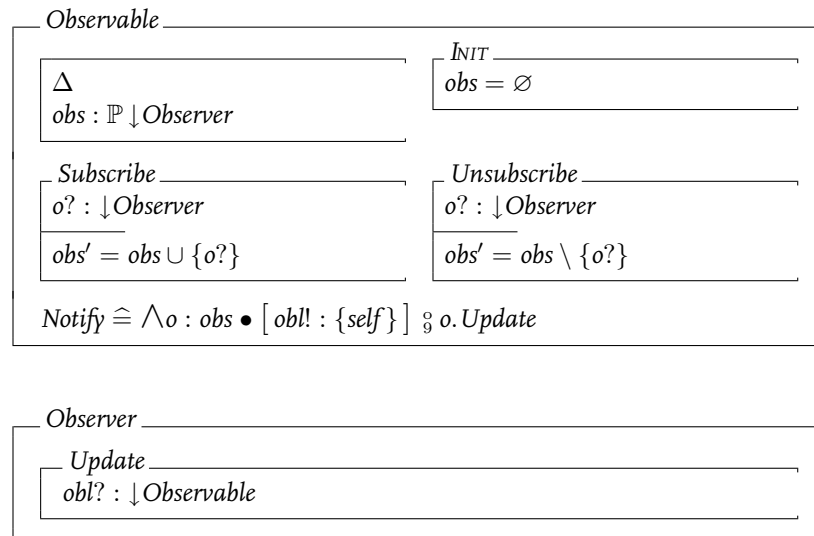 Observable
Δ
obs : ℙ ↓Observer
INIT
obs = ∅
Subscribe
o? : ↓Observer
obs′ = obs ∪ {o?}
Unsubscribe
o? : ↓Observer
obs′ = obs \ {o?}
Notify ≙ ⋀o : obs • [ obl! : {self} ] ⨟ o.Update
Observer
Update
obl? : ↓Observable